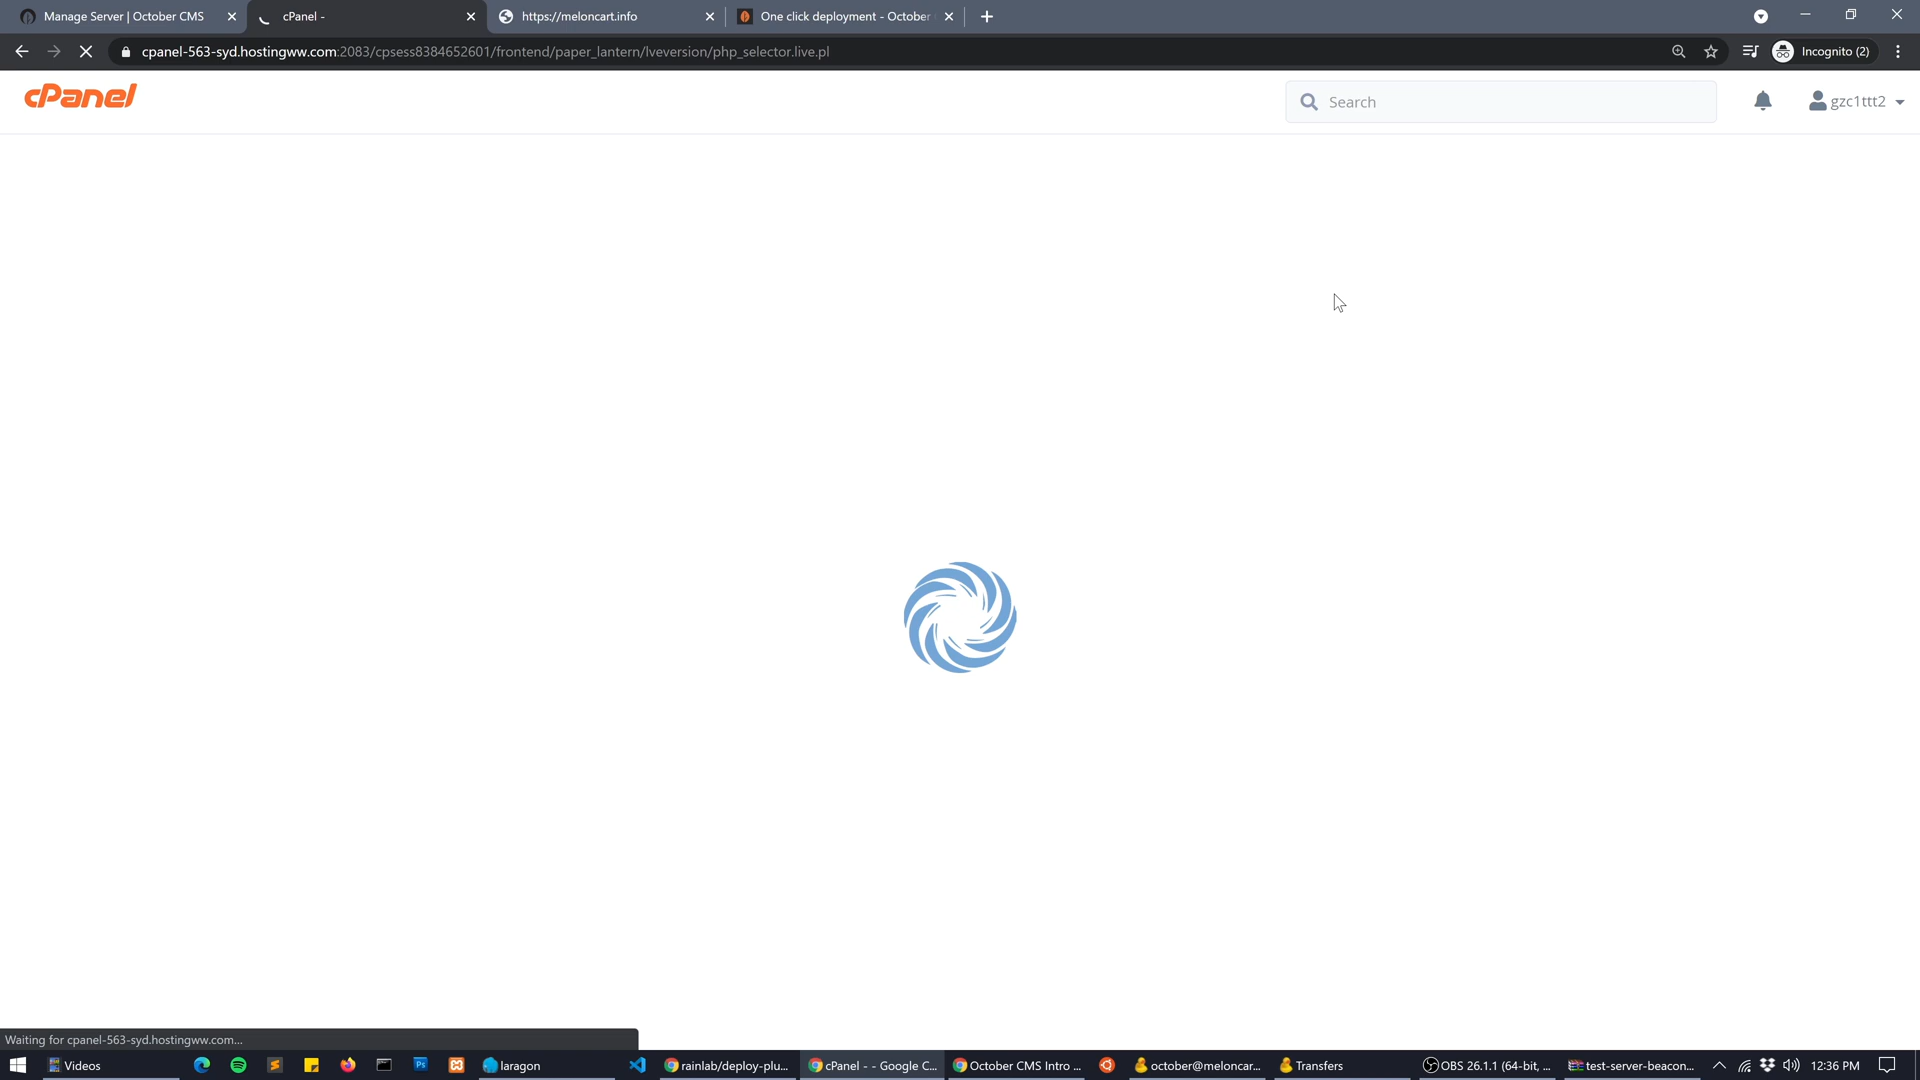 Manage Server | October CMS
cPanel -
https://meloncart.info
One click deployment - October
cpanel-563-syd.hostingww.com:2083/cpsess8384652601/frontend/paper_lantern/lveversion/php_selector.live.pl
Incognito (2)
cPanel
Search
gzc1ttt2
Waiting for cpanel-563-syd.hostingww.com...
Videos
Ps
laragon
rainlab/deploy-plu...
cPanel - - Google C...
October CMS Intro ...
october@meloncar...
Transfers
OBS 26.1.1 (64-bit, ...
test-server-beacon...
12:36 PM